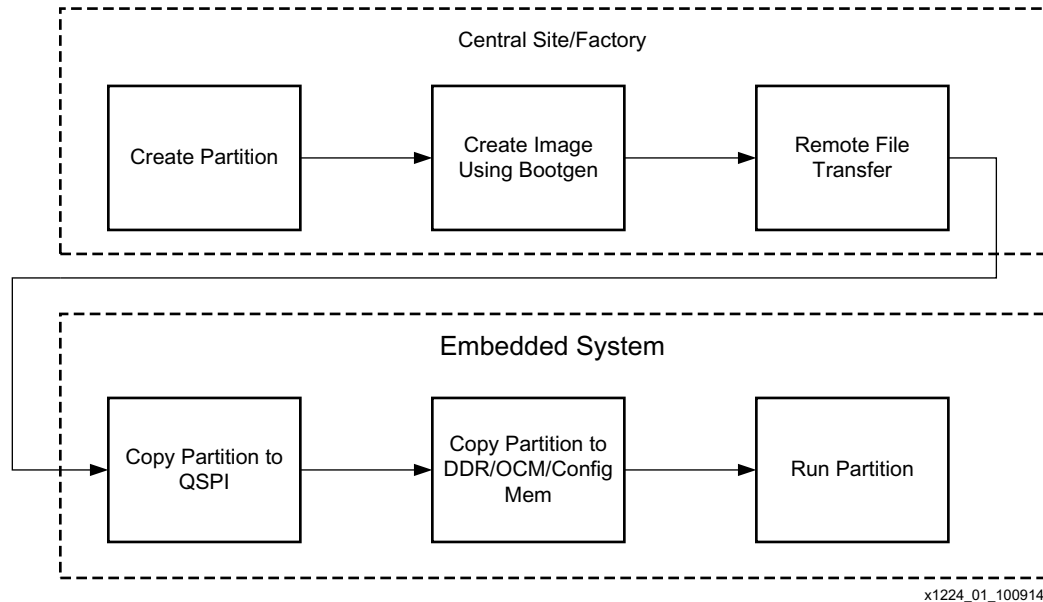 Central Site/Factory
Create Partition
Create Image
Using Bootgen
Remote File
Transfer
Embedded System
Copy Partition to
QSPI
Copy Partition to
DDR/OCM/Config
Mem
Run Partition
x1224_01_100914